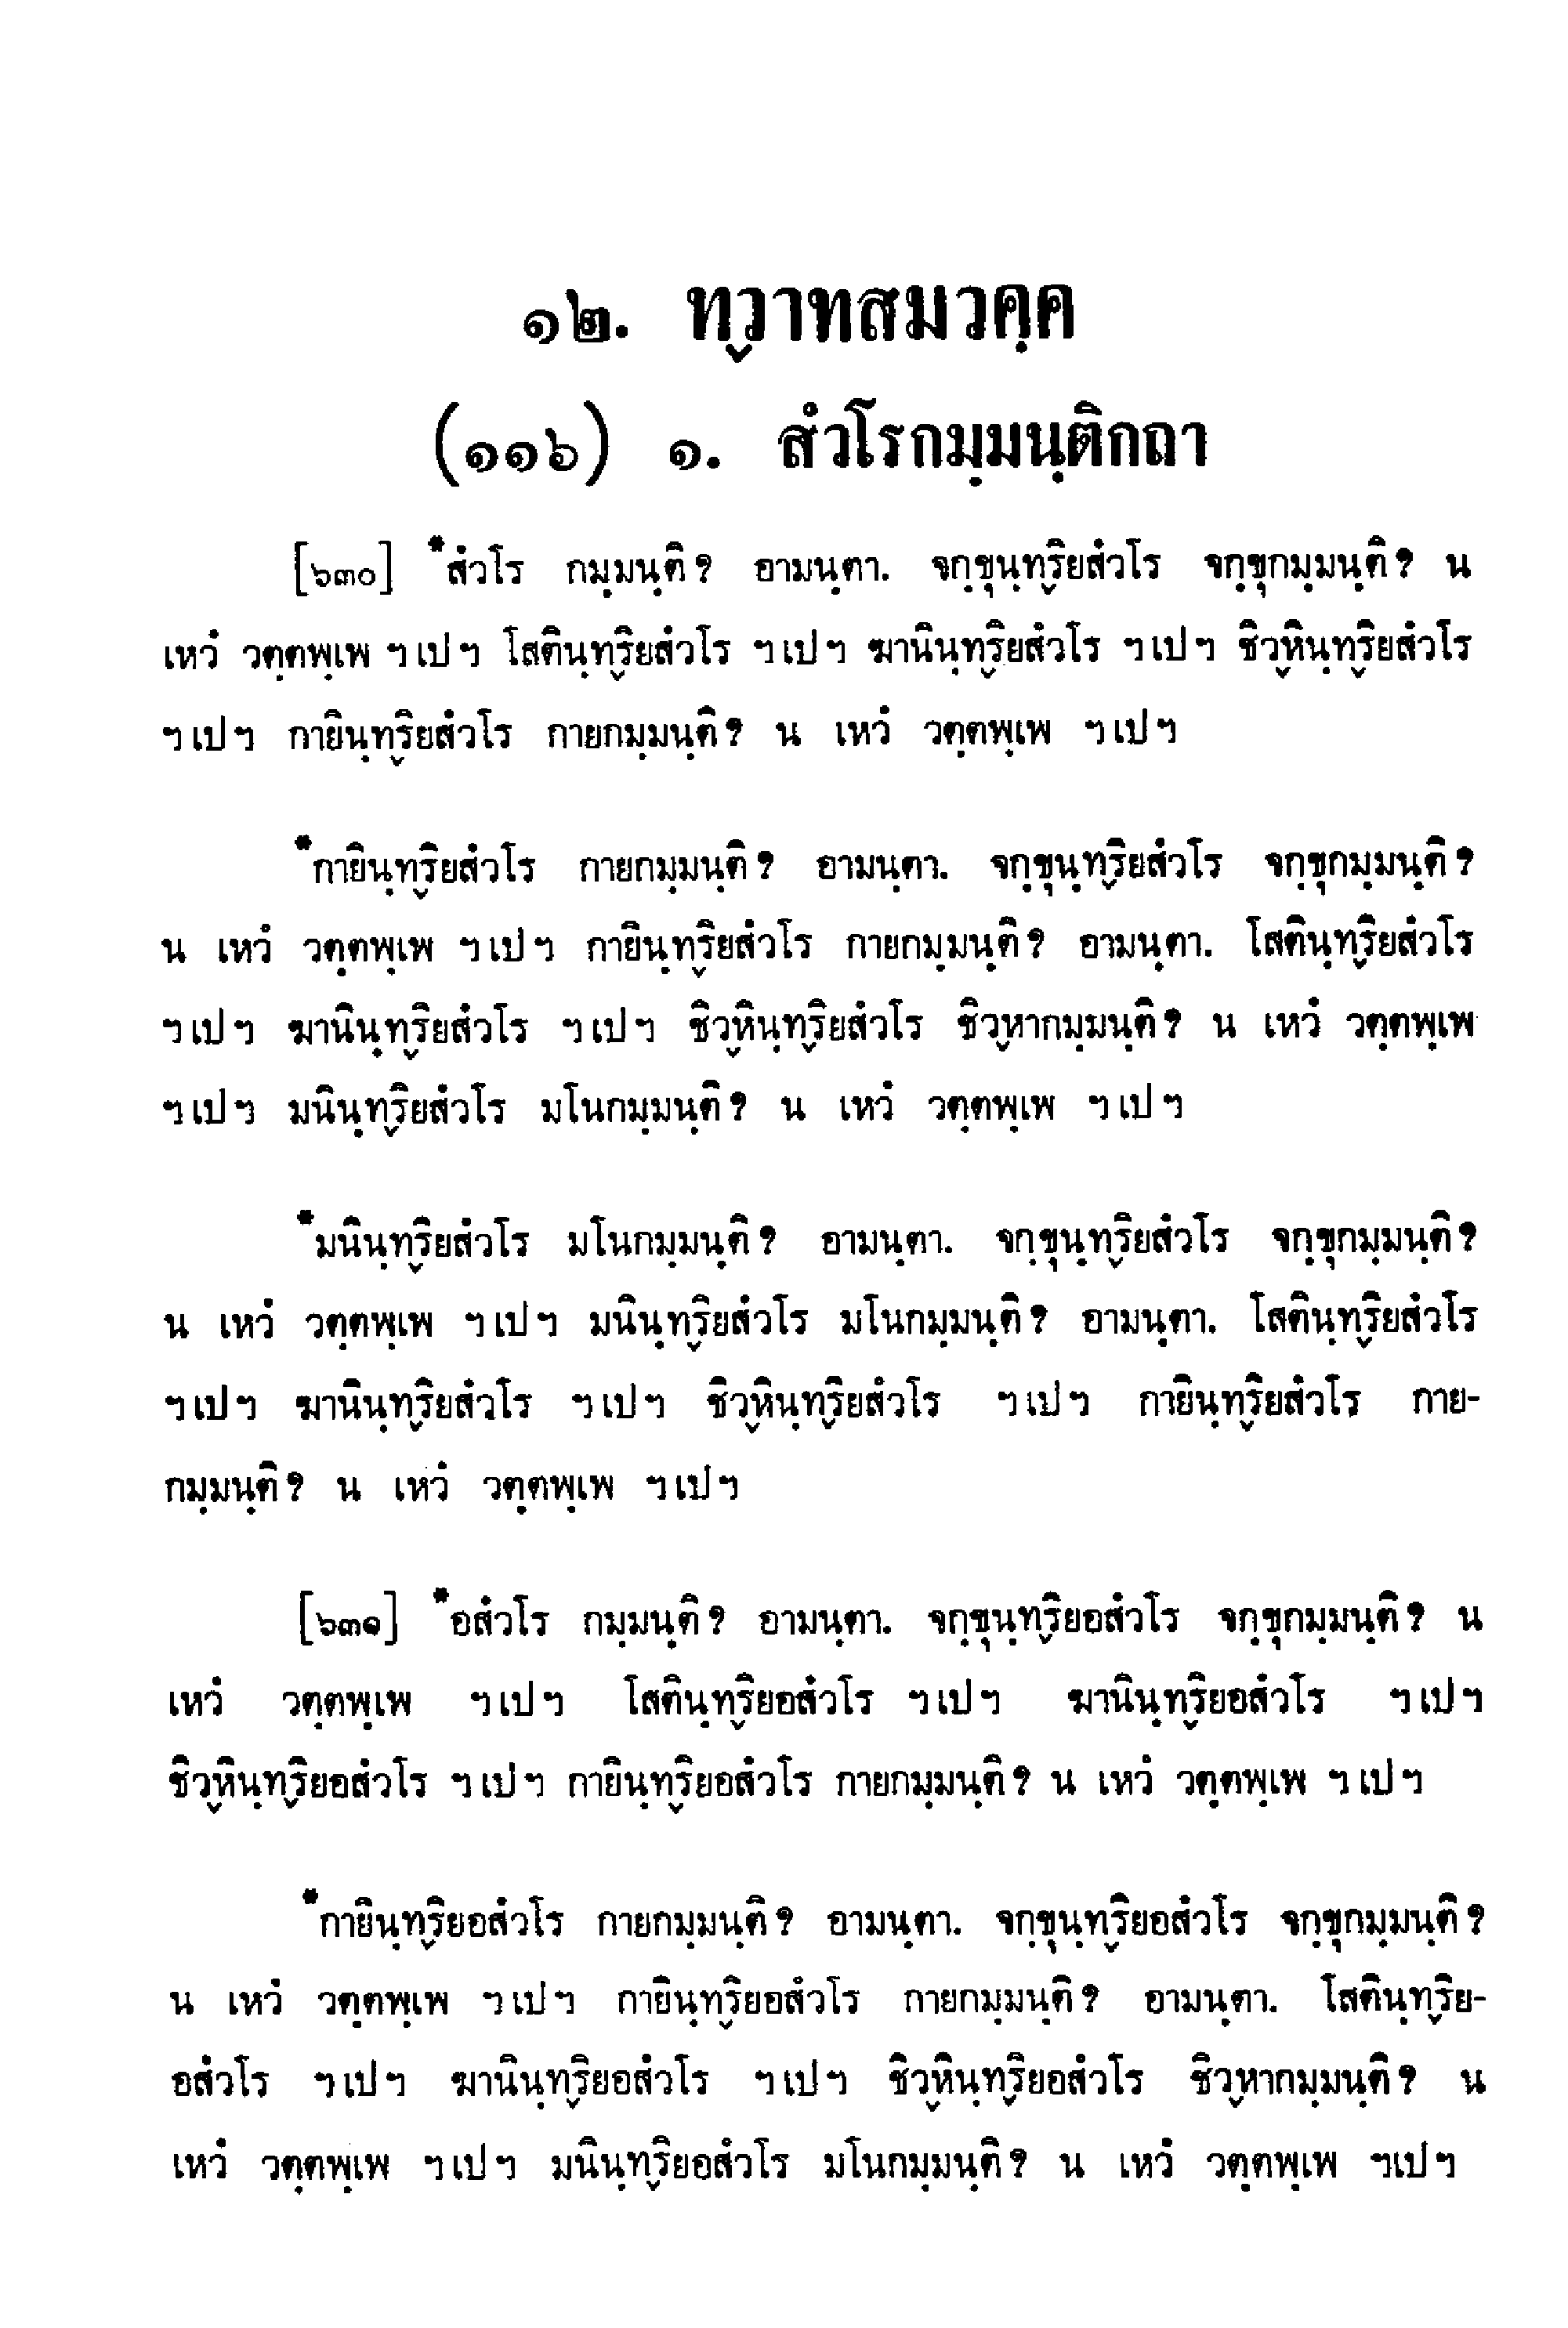 ๑๒. ทฺวาทสมวคฺค
(๑๑๖) ๑. สํวโรกมฺมนฺติกถา
[๖๓๐] *สํวโร กมฺมนฺติ? อามนฺตา. จกฺขุนฺทฺริยสํวโร จกฺขุกมฺมนฺติ? น
เหวํ วตฺตพฺเพ ฯเปฯ โสตินฺทฺริยสํวโร ฯเปฯ ฆานินฺทฺริยสํวโร ฯเปฯ ชิวฺหินฺทฺริยสํวโร
ฯเปฯ กายินฺทฺริยสํวโร กายกมฺมนฺติ? น เหวํ วตฺตพฺเพ ฯเปฯ
*กายินฺทฺริยสํวโร กายกมฺมนฺติ? อามนฺตา. จกฺขุนฺทฺริยสํวโร จกฺขุกมฺมนฺติ?
น เหวํ วตฺตพฺเพ ฯเปฯ กายินฺทฺริยสํวโร กายกมฺมนฺติ? อามนฺตา. โสตินฺทฺริยสํวโร
ฯเปฯ ฆานินฺทฺริยสํวโร ฯเปฯ ชิวฺหินฺทฺริยสํวโร ชิวฺหากมฺมนฺติ? น เหวํ วตฺตพฺเพ
ฯเปฯ มนินฺทฺริยสํวโร มโนกมฺมนฺติ? น เหวํ วตฺตพฺเพ ฯเปฯ
*มนินฺทฺริยสํวโร มโนกมฺมนฺติ? อามนฺตา. จกฺขุนฺทฺริยสํวโร จกฺขุกมฺมนฺติ?
น เหวํ วตฺตพฺเพ ฯเปฯ มนินฺทฺริยสํวโร มโนกมฺมนฺติ? อามนฺตา. โสตินฺทฺริยสํวโร
ฯเปฯ ฆานินฺทฺริยสํวโร ฯเปฯ ชิวฺหินฺทฺริยสํวโร ฯเปฯ กายินฺทฺริยสํวโร กาย-
กมฺมนฺติ? น เหวํ วตฺตพฺเพ ฯเปฯ
[๖๓๑] *อสํวโร กมฺมนฺติ? อามนฺตา. จกฺขุนฺทฺริยอสํวโร จกฺขุกมฺมนฺติ? น
เหวํ วตฺตพฺเพ ฯเปฯ โสตินฺทฺริยอสํวโร ฯเปฯ ฆานินฺทฺริยอสํวโร ฯเปฯ
ชิวฺหินฺทฺริยอสํวโร ฯเปฯ กายินฺทฺริยอสํวโร กายกมฺมนฺติ? น เหวํ วตฺตพฺเพ ฯเปฯ
*กายินฺทฺริยอสํวโร กายกมฺมนฺติ? อามนฺตา. จกฺขุนฺทฺริยอสํวโร จกฺขุกมฺมนฺติ?
น เหวํ วตฺตพฺเพ ฯเปฯ กายินฺทฺริยอสํวโร กายกมฺมนฺติ? อามนฺตา. โสตินฺทฺริย-
อสํวโร ฯเปฯ ฆานินฺทฺริยอสํวโร ฯเปฯ ชิวฺหินฺทฺริยอสํวโร ชิวฺหากมฺมนฺติ? น
เหวํ วตฺตพฺเพ ฯเปฯ มนินฺทฺริยอสํวโร มโนกมฺมนฺติ? น เหวํ วตฺตพฺเพ ฯเปฯ